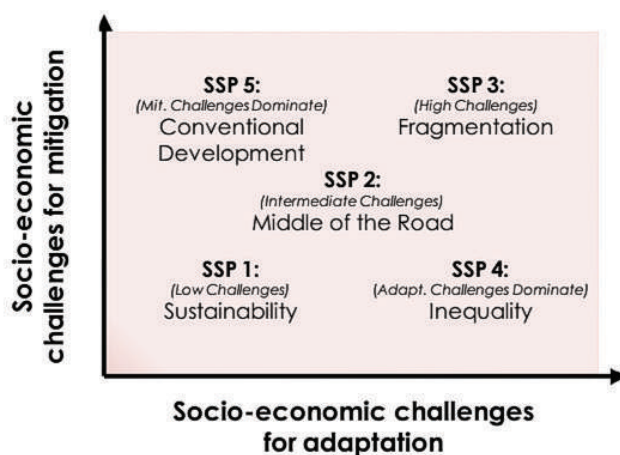 Socio-economic
challenges for mitigation
SSP 5:
(Mit. Challenges Dominate)
Conventional
Development
SSP 3:
(High Challenges)
Fragmentation
SSP 2:
(Intermediate Challenges)
Middle of the Road
SSP 1:
(Low Challenges)
Sustainability
SSP 4:
(Adapt. Challenges Dominate)
Inequality
Socio-economic challenges
for adaptation